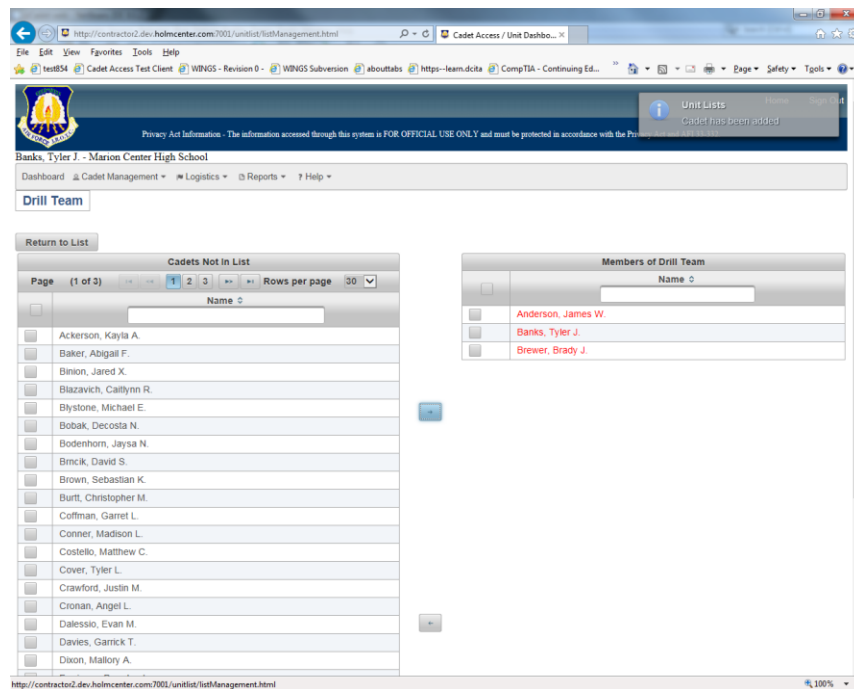 http://contractor2.dev.holmcenter.com:7001/unitlist/listManagement.html
Cadet Access / Unit Dashbo... ×
File Edit View Favorites Tools Help
test854 Cadet Access Test Client WINGS - Revision 0 - WINGS Subversion abouttabs https--learn.dcita CompTIA - Continuing Ed... Page Safety Tools
Home Sign Out
Unit Lists
Cadet has been added
Privacy Act Information - The information accessed through this system is FOR OFFICIAL USE ONLY and must be protected in accordance with the Privacy Act and AFI 33-332
Banks, Tyler J. - Marion Center High School
Dashboard Cadet Management Logistics Reports ? Help
Drill Team
Return to List
Cadets Not In List
Page (1 of 3) 1 2 3 Rows per page 30
Name
Ackerson, Kayla A.
Baker, Abigail F.
Binion, Jared X.
Blazavich, Caitlynn R.
Blystone, Michael E.
Bobak, Decosta N.
Bodenhorn, Jaysa N.
Brncik, David S.
Brown, Sebastian K.
Burtt, Christopher M.
Coffman, Garret L.
Conner, Madison L.
Costello, Matthew C.
Cover, Tyler L.
Crawford, Justin M.
Cronan, Angel L.
Dalessio, Evan M.
Davies, Garrick T.
Dixon, Mallory A.
Members of Drill Team
Name
Anderson, James W.
Banks, Tyler J.
Brewer, Brady J.
http://contractor2.dev.holmcenter.com:7001/unitlist/listManagement.html
100%